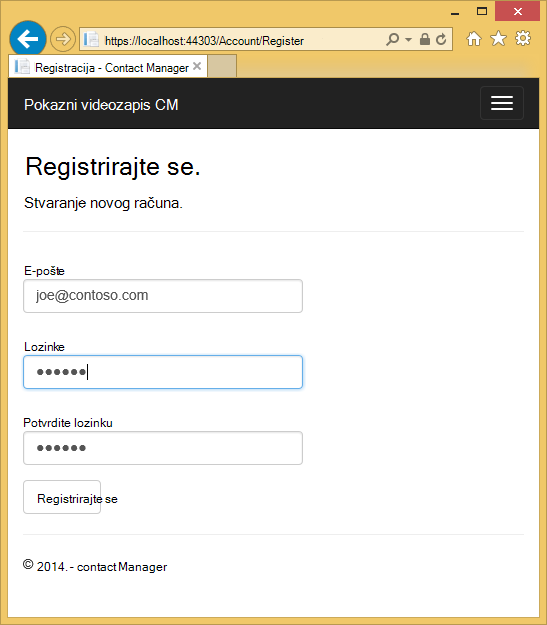 https://localhost:44303/Account/Register
Registracija - Contact Manager
Pokazni videozapis CM
Registrirajte se.
Stvaranje novog računa.
E-pošte
joe@contoso.com
Lozinke
●●●●●●
Potvrdite lozinku
●●●●●●
Registrirajte se
© 2014. - contact Manager